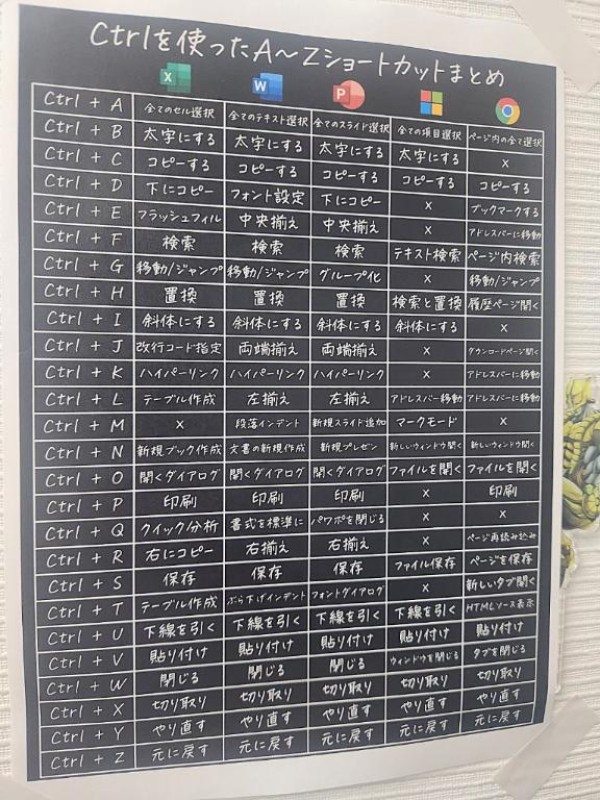 Ctrlを使ったA〜Zショートカットまとめ
Ctrl + A 全てのセル選択 全てのテキスト選択 全てのスライド選択 全ての項目選択 ページ内の全て選択
Ctrl + B 太字にする 太字にする 太字にする 太字にする ×
Ctrl + C コピーする コピーする コピーする コピーする コピーする
Ctrl + D 下にコピー フォント設定 下にコピー × ブックマークする
Ctrl + E フラッシュフィル 中央揃え 中央揃え × アドレスバーに移動
Ctrl + F 検索 検索 検索 テキスト検索 ページ内検索
Ctrl + G 移動/ジャンプ 移動/ジャンプ グループ化 × 移動/ジャンプ
Ctrl + H 置換 置換 置換 検索と置換 履歴ページ開く
Ctrl + I 斜体にする 斜体にする 斜体にする 斜体にする ×
Ctrl + J 改行コード指定 両端揃え 両端揃え × ダウンロードページ開く
Ctrl + K ハイパーリンク ハイパーリンク ハイパーリンク × アドレスバーに移動
Ctrl + L テーブル作成 左揃え 左揃え アドレスバー移動 アドレスバーに移動
Ctrl + M × 段落インデント 新規スライド追加 マークモード ×
Ctrl + N 新規ブック作成 文書の新規作成 新規プレゼン 新しいウィンドウ開く 新しいウィンドウ開く
Ctrl + O 開くダイアログ 開くダイアログ 開くダイアログ ファイルを開く ファイルを開く
Ctrl + P 印刷 印刷 印刷 × 印刷
Ctrl + Q クイック分析 書式を標準に パワポを閉じる × ×
Ctrl + R 右にコピー 右揃え 右揃え × ページ再読み込み
Ctrl + S 保存 保存 保存 ファイル保存 ページを保存
Ctrl + T テーブル作成 ぶら下げインデント フォントダイアログ × 新しいタブ開く
Ctrl + U 下線を引く 下線を引く 下線を引く 下線を引く HTMLソース表示
Ctrl + V 貼り付け 貼り付け 貼り付け 貼り付け 貼り付け
Ctrl + W 閉じる 閉じる 閉じる ウィンドウを閉じる タブを閉じる
Ctrl + X 切り取り 切り取り 切り取り 切り取り 切り取り
Ctrl + Y やり直す やり直す やり直す やり直す やり直す
Ctrl + Z 元に戻す 元に戻す 元に戻す 元に戻す 元に戻す